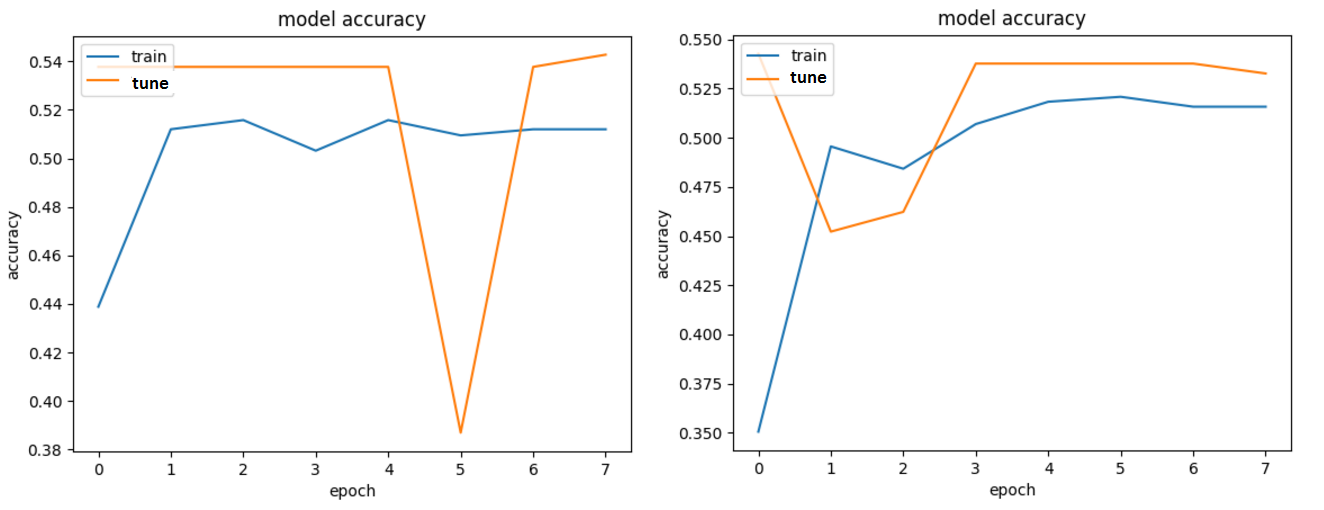 model accuracy
train
tune
0.54
0.52
0.50
0.48
0.46
0.44
0.42
0.40
0.38
accuracy
0 1 2 3 4 5 6 7
epoch
model accuracy
train
tune
0.550
0.525
0.500
0.475
0.450
0.425
0.400
0.375
0.350
accuracy
0 1 2 3 4 5 6 7
epoch